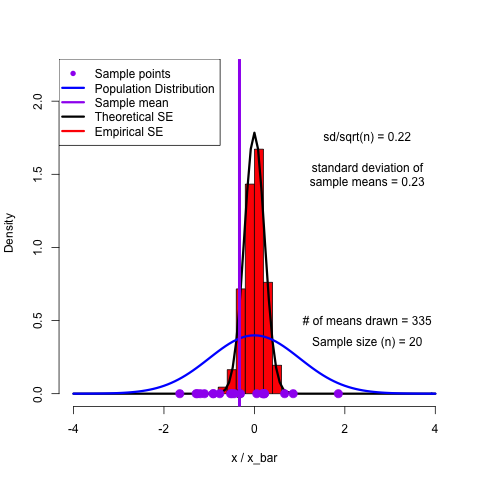 Sample points
Population Distribution
Sample mean
Theoretical SE
Empirical SE
sd/sqrt(n) = 0.22
standard deviation of
sample means = 0.23
# of means drawn = 335
Sample size (n) = 20
Density
2.0
1.5
1.0
0.5
0.0
-4
-2
0
2
4
x / x_bar